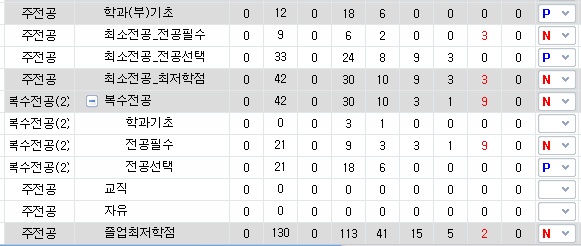 주전공 학과(부)기초 0 12 0 18 6 0 0 0 0 P
주전공 최소전공_전공필수 0 9 0 6 2 0 0 3 0 N
주전공 최소전공_전공선택 0 33 0 24 8 9 3 0 0 P
주전공 최소전공_최저학점 0 42 0 30 10 9 3 3 0 N
복수전공(2) 복수전공 0 42 0 30 10 3 1 9 0 N
복수전공(2) 학과기초 0 0 0 3 1 0 0 0 0
복수전공(2) 전공필수 0 21 0 9 3 3 1 9 0 N
복수전공(2) 전공선택 0 21 0 18 6 0 0 0 0 P
주전공 교직 0 0 0 0 0 0 0 0 0
주전공 자유 0 0 0 0 0 0 0 0 0
주전공 졸업최저학점 0 130 0 113 41 15 5 2 0 N